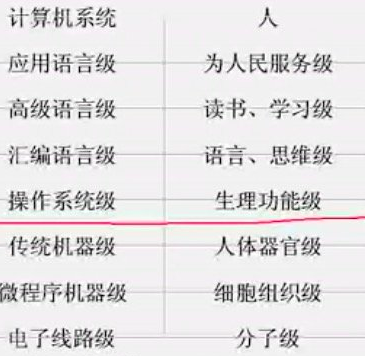 计算机系统 人
应用语言级 为人民服务级
高级语言级 读书、学习级
汇编语言级 语言、思维级
操作系统级 生理功能级
传统机器级 人体器官级
微程序机器级 细胞组织级
电子线路级 分子级